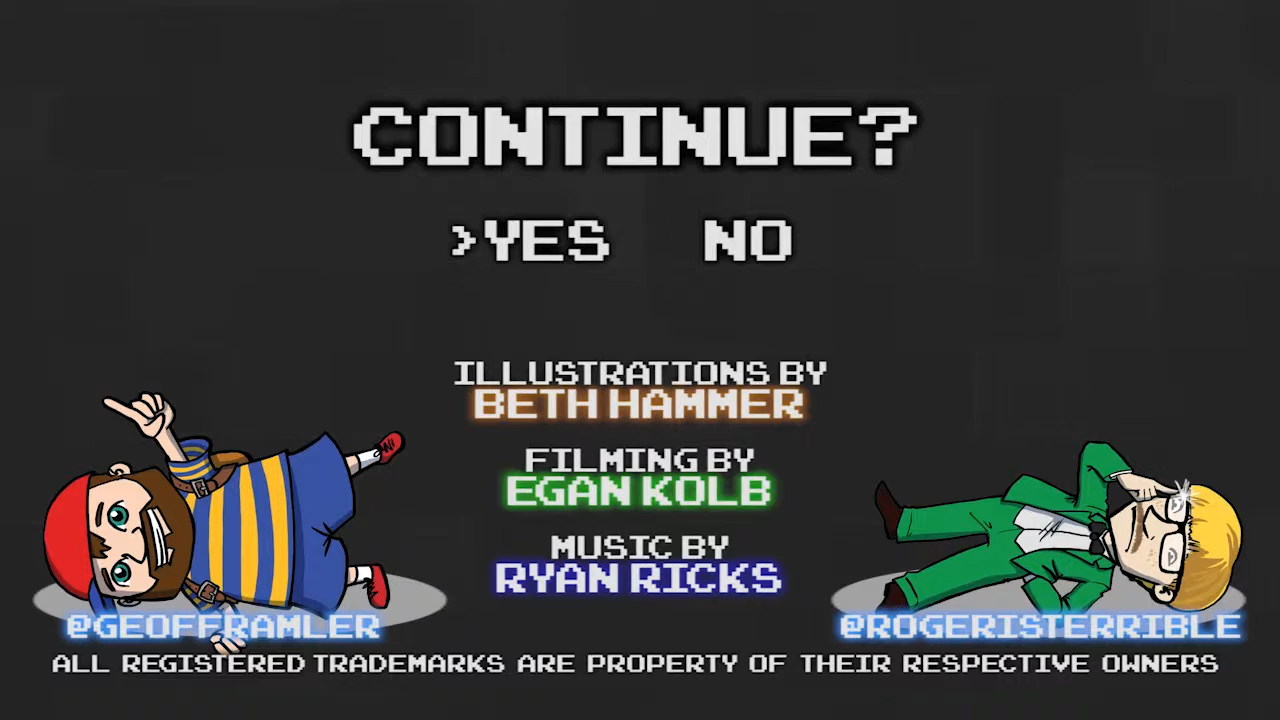 CONTINUE?
>YES NO
ILLUSTRATIONS BY
BETH HAMMER
FILMING BY
EGAN KOLB
MUSIC BY
RYAN RICKS
@GEOFFRAMLER
@ROGERISTERRIBLE
ALL REGISTERED TRADEMARKS ARE PROPERTY OF THEIR RESPECTIVE OWNERS